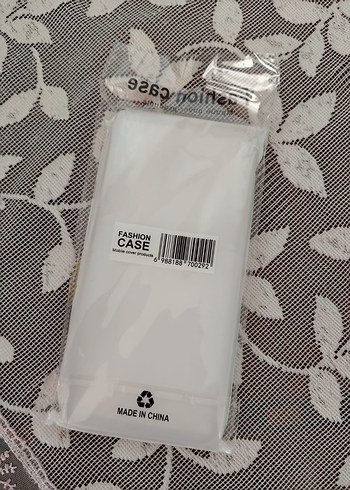 Fashion case
FASHION
CASE
Mobile cover products
6 988188 700292
MADE IN CHINA